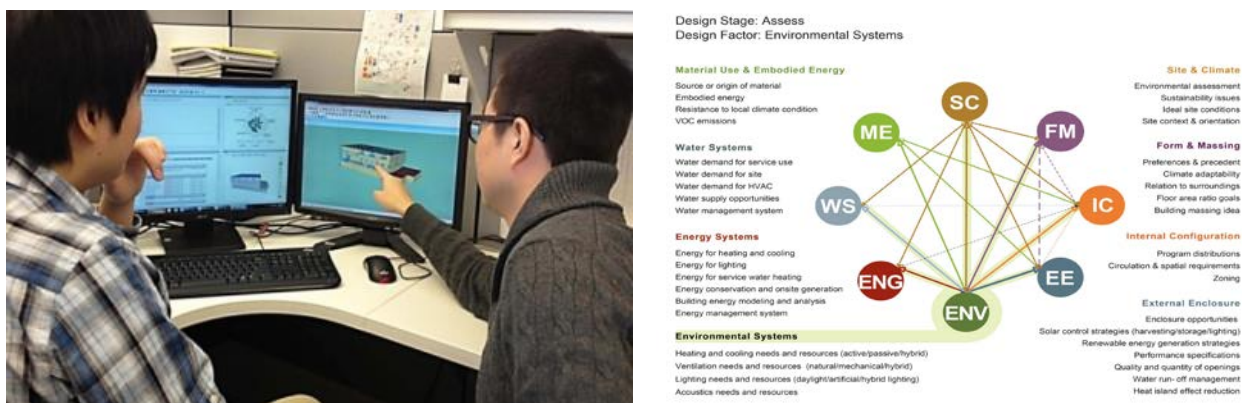 Design Stage: Assess
Design Factor: Environmental Systems
Material Use & Embodied Energy
Source or origin of material
Embodied energy
Resistance to local climate condition
VOC emissions
Water Systems
Water demand for service use
Water demand for site
Water demand for HVAC
Water supply opportunities
Water management system
Energy Systems
Energy for heating and cooling
Energy for lighting
Energy for service water heating
Energy conservation and onsite generation
Building energy modeling and analysis
Energy management system
Environmental Systems
Heating and cooling needs and resources (active/passive/hybrid)
Ventilation needs and resources (natural/mechanical/hybrid)
Lighting needs and resources (daylight/artificial/hybrid lighting)
Acoustics needs and resources
SC
ME
FM
WS
IC
ENG
EE
ENV
Site & Climate
Environmental assessment
Sustainability issues
Ideal site conditions
Site context & orientation
Form & Massing
Preferences & precedent
Climate adaptability
Relation to surroundings
Floor area ratio goals
Building massing idea
Internal Configuration
Program distributions
Circulation & spatial requirements
Zoning
External Enclosure
Enclosure opportunities
Solar control strategies (harvesting/storage/lighting)
Renewable energy generation strategies
Performance specifications
Quality and quantity of openings
Water run- off management
Heat island effect reduction